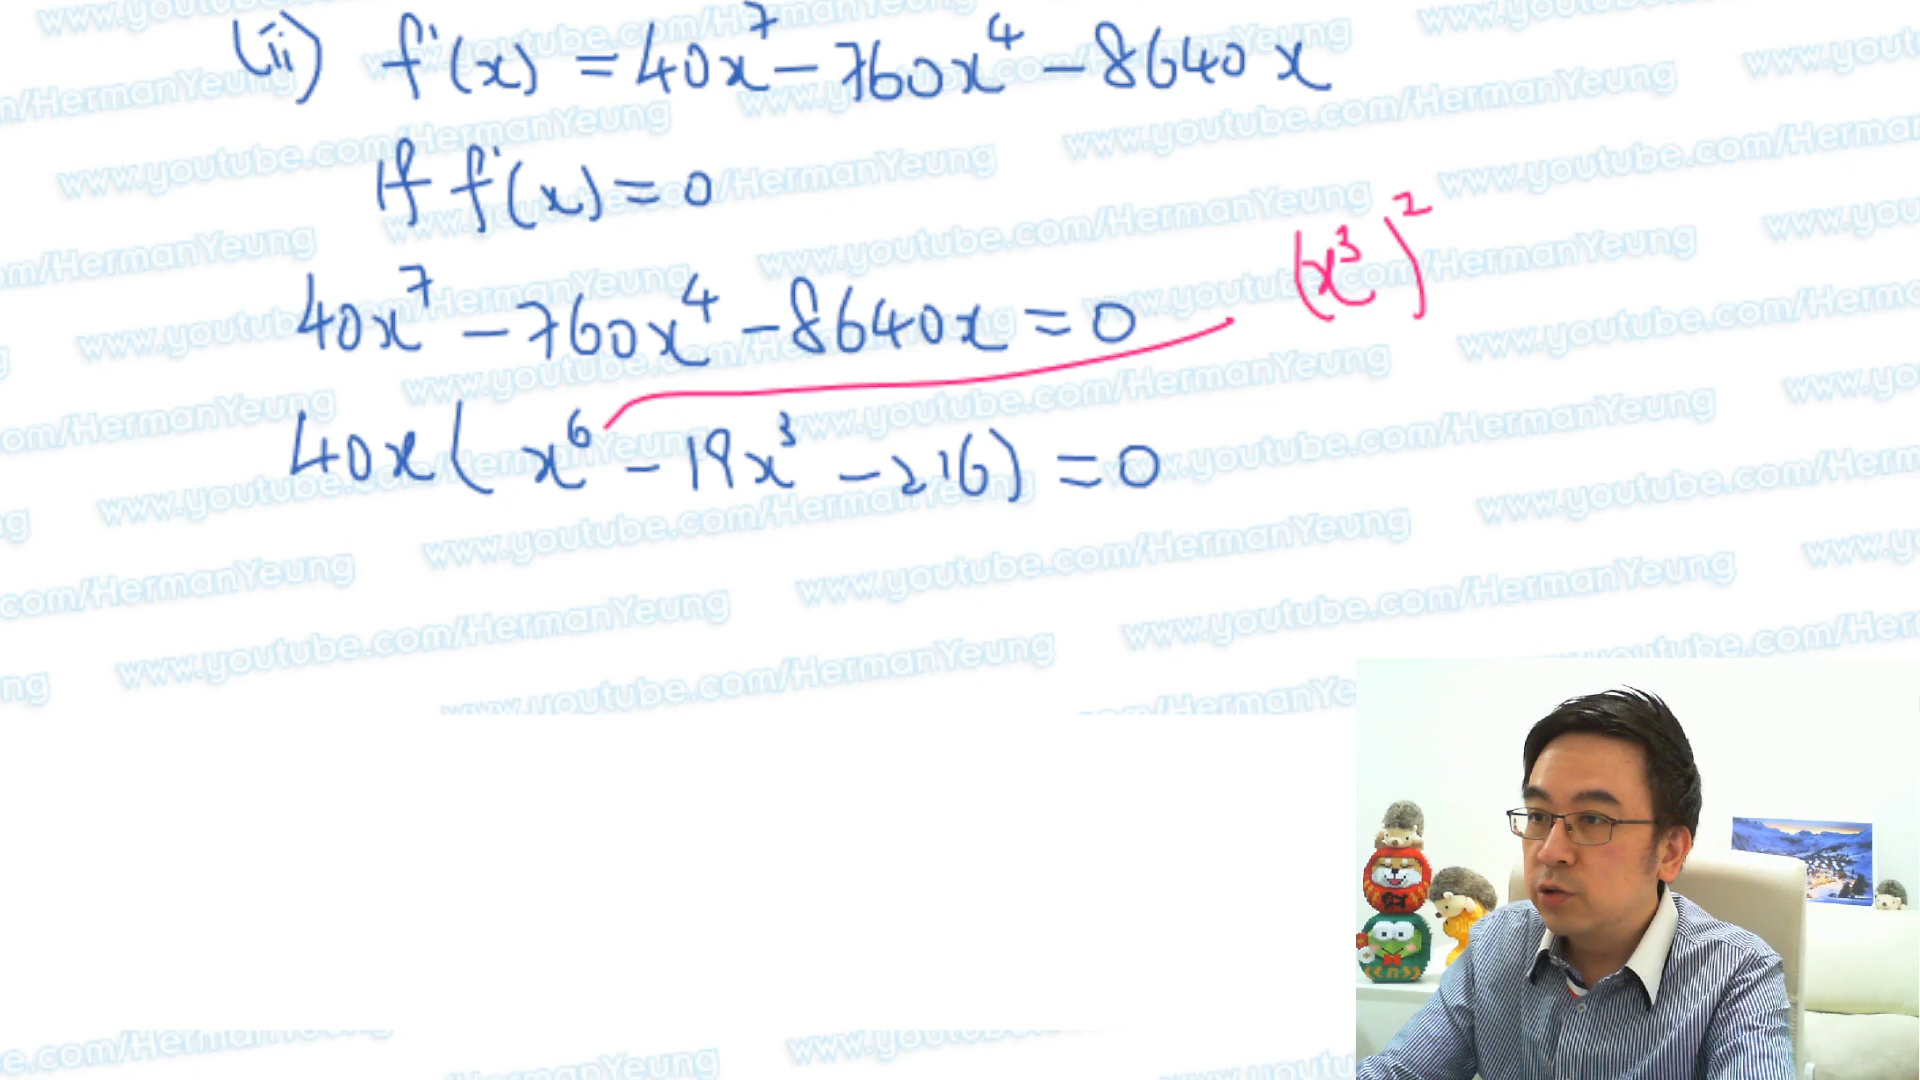 (ii) f'(x) = 40x⁷ - 760x⁴ - 8640x
If f'(x) = 0
(x³)²
40x⁷ - 760x⁴ - 8640x = 0
40x(x⁶ - 19x³ - 216) = 0
www.youtube.com/HermanYeung